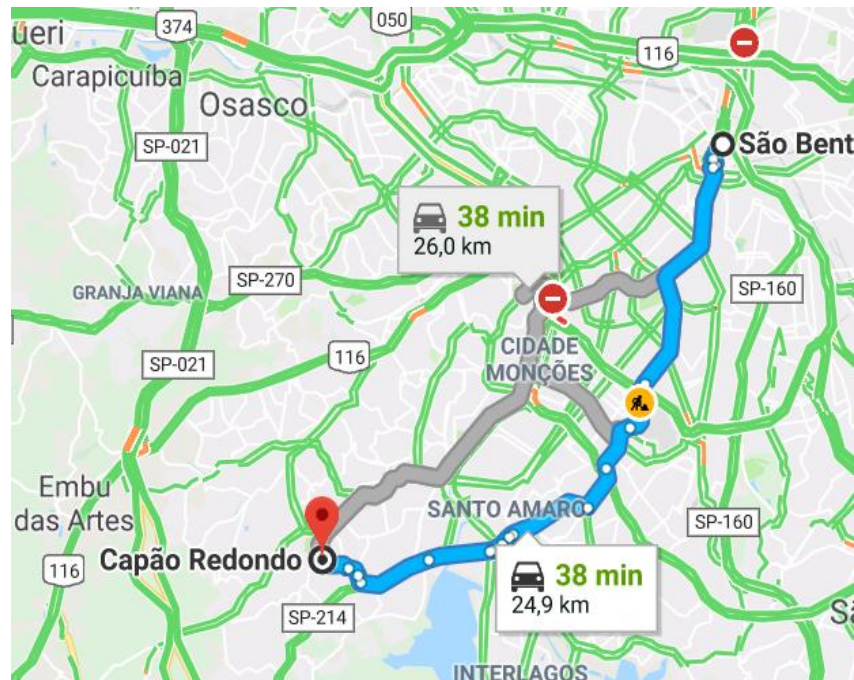 ueri
374
050
116
Carapicuíba
Osasco
SP-021
São Bent
38 min
26,0 km
SP-270
GRANJA VIANA
SP-160
116
CIDADE
MONÇÕES
SP-021
Embu
das Artes
SANTO AMARO
SP-160
Capão Redondo
116
38 min
24,9 km
SP-214
Sã
INTERLAGOS